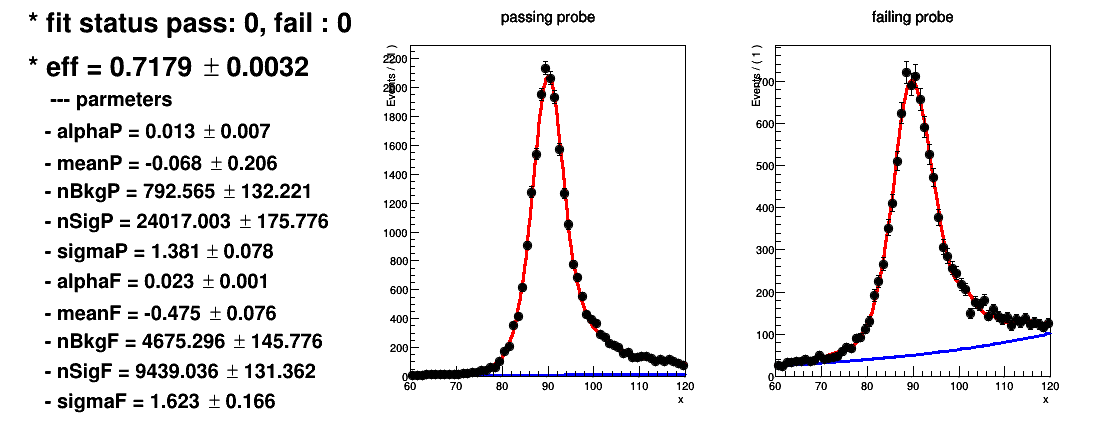 * fit status pass: 0, fail : 0
* eff = 0.7179 ± 0.0032
--- parmeters
- alphaP = 0.013 ± 0.007
- meanP = -0.068 ± 0.206
- nBkgP = 792.565 ± 132.221
- nSigP = 24017.003 ± 175.776
- sigmaP = 1.381 ± 0.078
- alphaF = 0.023 ± 0.001
- meanF = -0.475 ± 0.076
- nBkgF = 4675.296 ± 145.776
- nSigF = 9439.036 ± 131.362
- sigmaF = 1.623 ± 0.166
passing probe
Events / ( 1 )
2200
2000
1800
1600
1400
1200
1000
800
600
400
200
0
60 70 80 90 100 110 120
x
failing probe
Events / ( 1 )
700
600
500
400
300
200
100
0
60 70 80 90 100 110 120
x